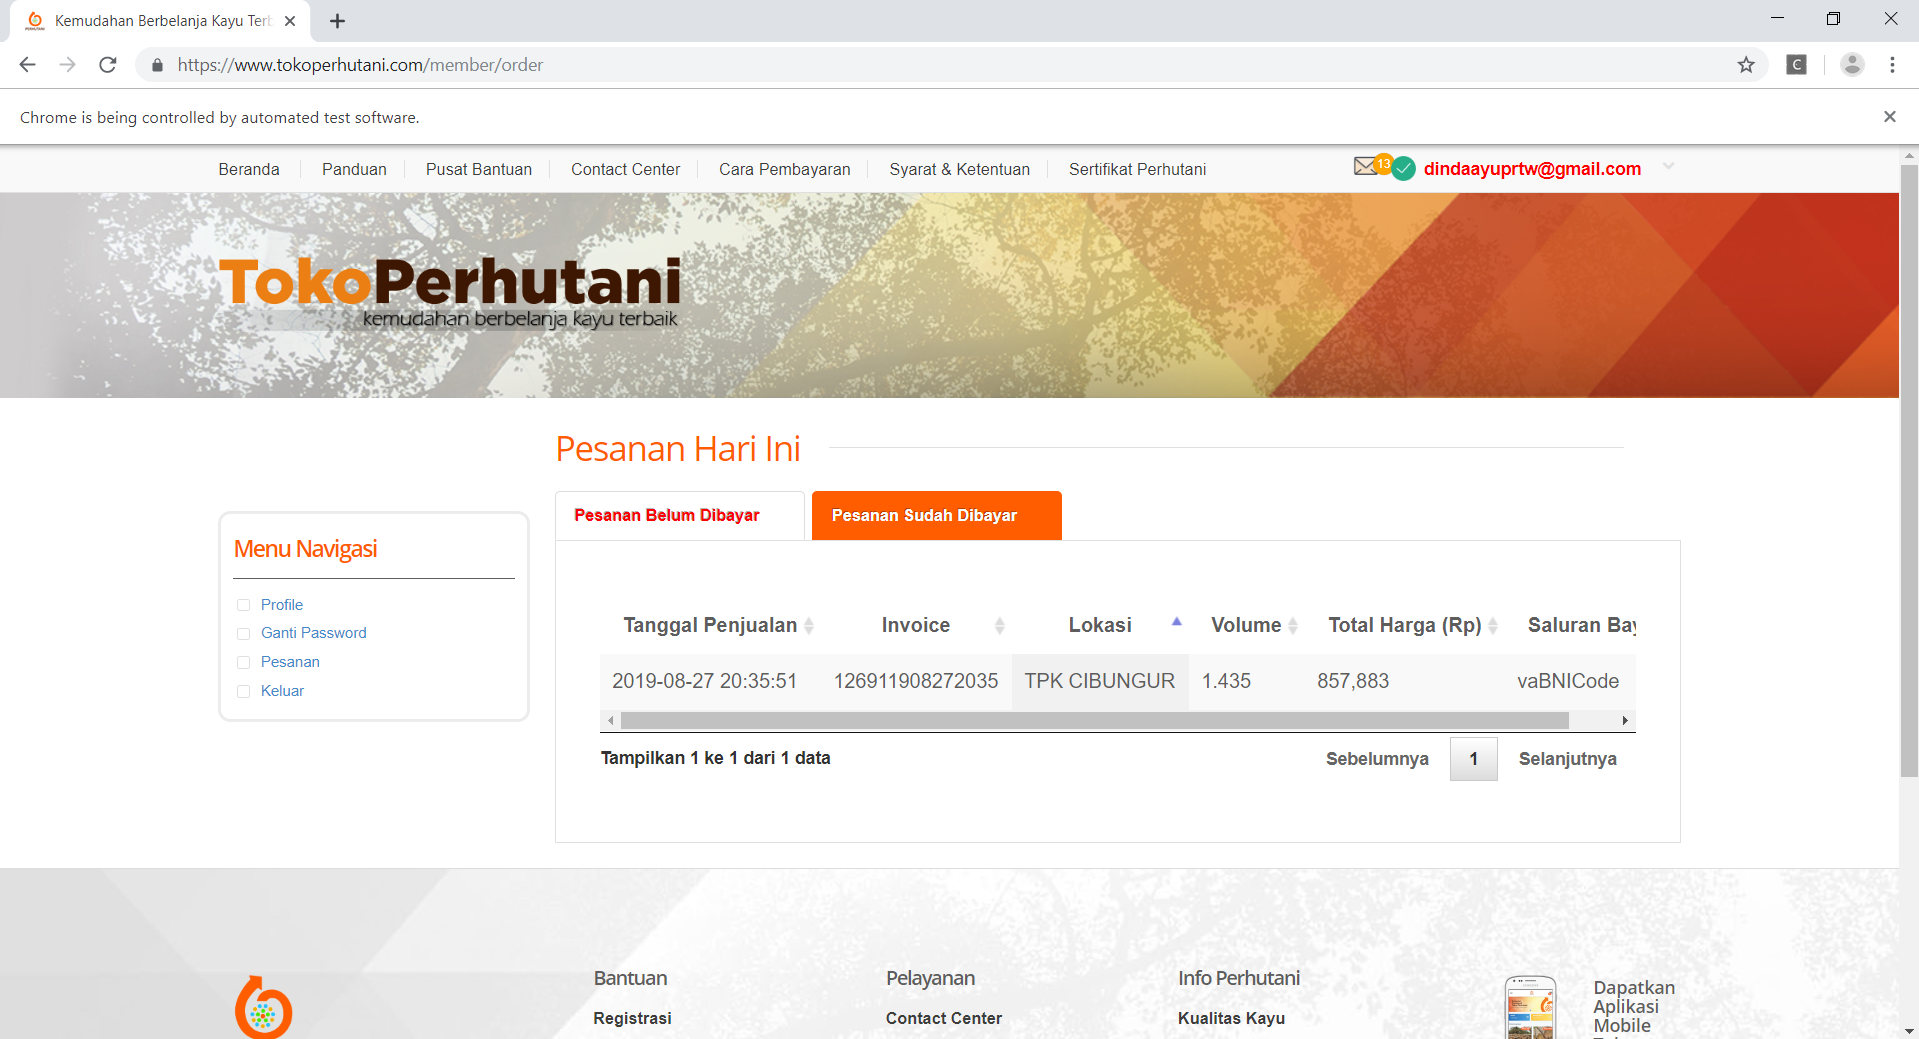 Kemudahan Berbelanja Kayu Terb
https://www.tokoperhutani.com/member/order
C
Chrome is being controlled by automated test software.
Beranda
Panduan
Pusat Bantuan
Contact Center
Cara Pembayaran
Syarat & Ketentuan
Sertifikat Perhutani
13
dindaayuprtw@gmail.com
TokoPerhutani
kemudahan berbelanja kayu terbaik
Pesanan Hari Ini
Pesanan Belum Dibayar
Pesanan Sudah Dibayar
Menu Navigasi
Profile
Ganti Password
Pesanan
Keluar
Tanggal Penjualan Invoice Lokasi Volume Total Harga (Rp) Saluran Bay
2019-08-27 20:35:51 126911908272035 TPK CIBUNGUR 1.435 857,883 vaBNICode
Tampilkan 1 ke 1 dari 1 data
Sebelumnya 1 Selanjutnya
Bantuan
Registrasi
Pelayanan
Contact Center
Info Perhutani
Kualitas Kayu
Dapatkan
Aplikasi
Mobile